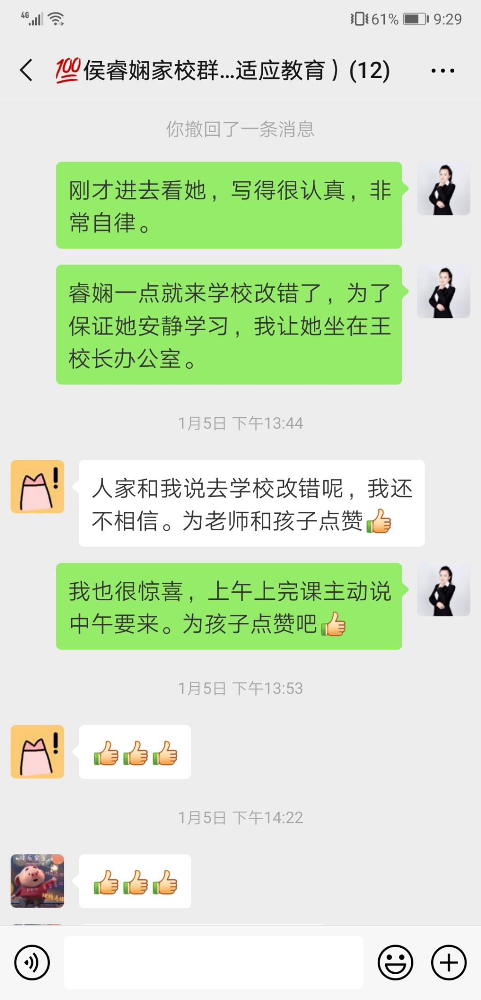 4G 61% 9:29
💯侯睿娴家校群...适应教育）(12)
你撤回了一条消息
刚才进去看她，写得很认真，非
常自律。
睿娴一点就来学校改错了，为了
保证她安静学习，我让她坐在王
校长办公室。
1月5日 下午13:44
人家和我说去学校改错呢，我还
不相信。为老师和孩子点赞👍
我也很惊喜，上午上完课主动说
中午要来。为孩子点赞吧👍
1月5日 下午13:53
👍👍👍
1月5日 下午14:22
往后余生
👍👍👍